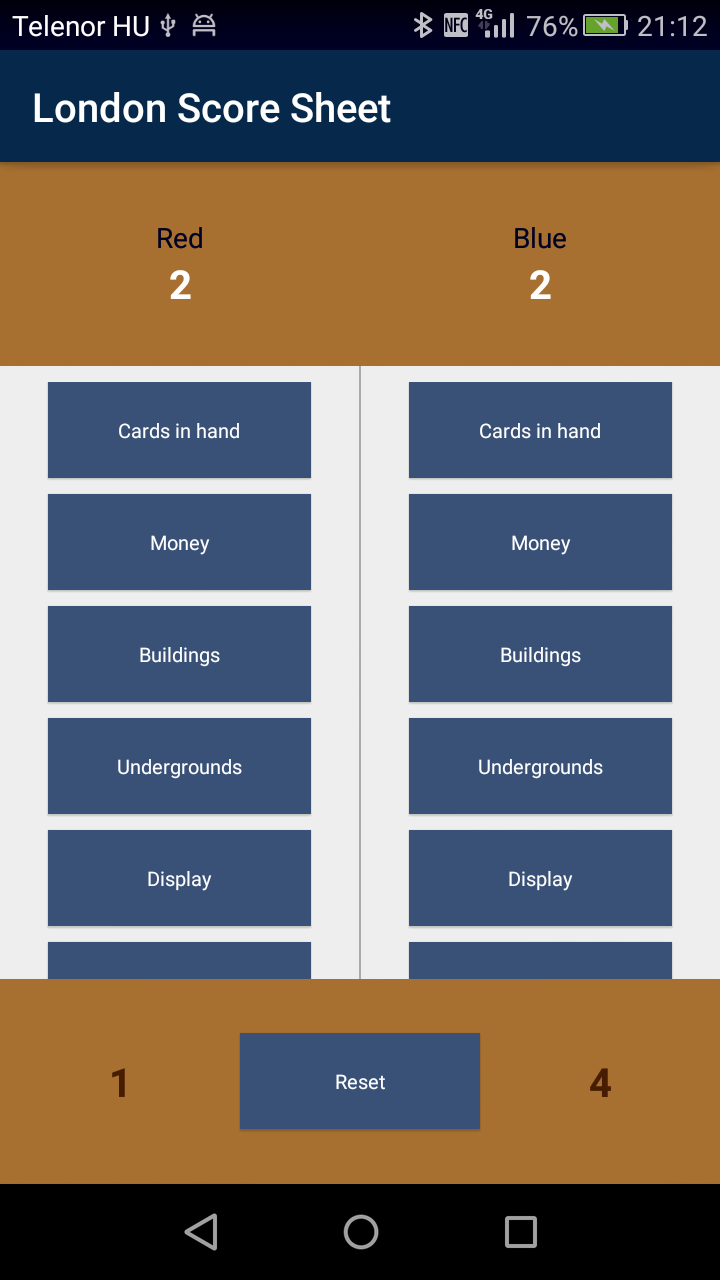 Telenor HU NFC 4G 76% 21:12
London Score Sheet
Red Blue
2 2
Cards in hand Cards in hand
Money Money
Buildings Buildings
Undergrounds Undergrounds
Display Display
1 Reset 4